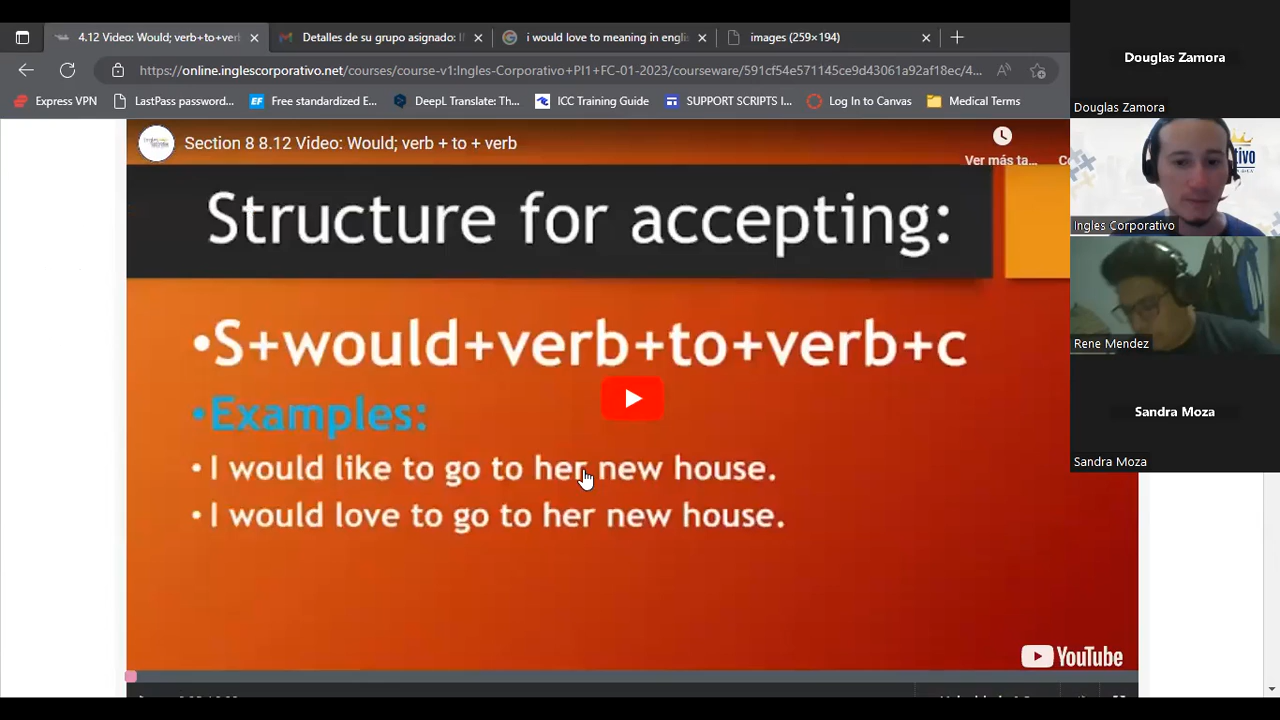 4.12 Video: Would; verb+to+ver
Detalles de su grupo asignado: I
i would love to meaning in englis
images (259×194)
https://online.inglescorporativo.net/courses/course-v1:Ingles-Corporativo+PI1+FC-01-2023/courseware/591cf54e571145ce9d43061a92af18ec/4...
Express VPN
LastPass password...
EF Free standardized E...
DeepL Translate: Th...
ICC Training Guide
SUPPORT SCRIPTS I...
Log In to Canvas
Medical Terms
Section 8 8.12 Video: Would; verb + to + verb
Ver más ta...
Structure for accepting:
•S+would+verb+to+verb+c
•Examples:
• I would like to go to her new house.
• I would love to go to her new house.
YouTube
Douglas Zamora
Douglas Zamora
tivo
Ingles Corporativo
Rene Mendez
Sandra Moza
Sandra Moza